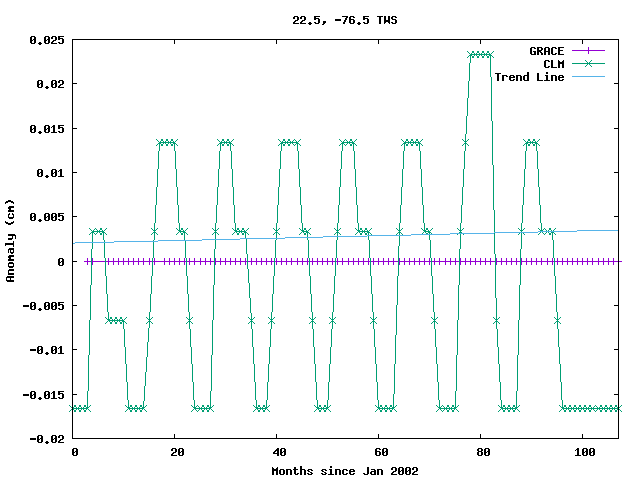 22.5, -76.5 TWS
GRACE
CLM
Trend Line
0.025
0.02
0.015
0.01
0.005
0
-0.005
-0.01
-0.015
-0.02
Anomaly (cm)
0 20 40 60 80 100
Months since Jan 2002